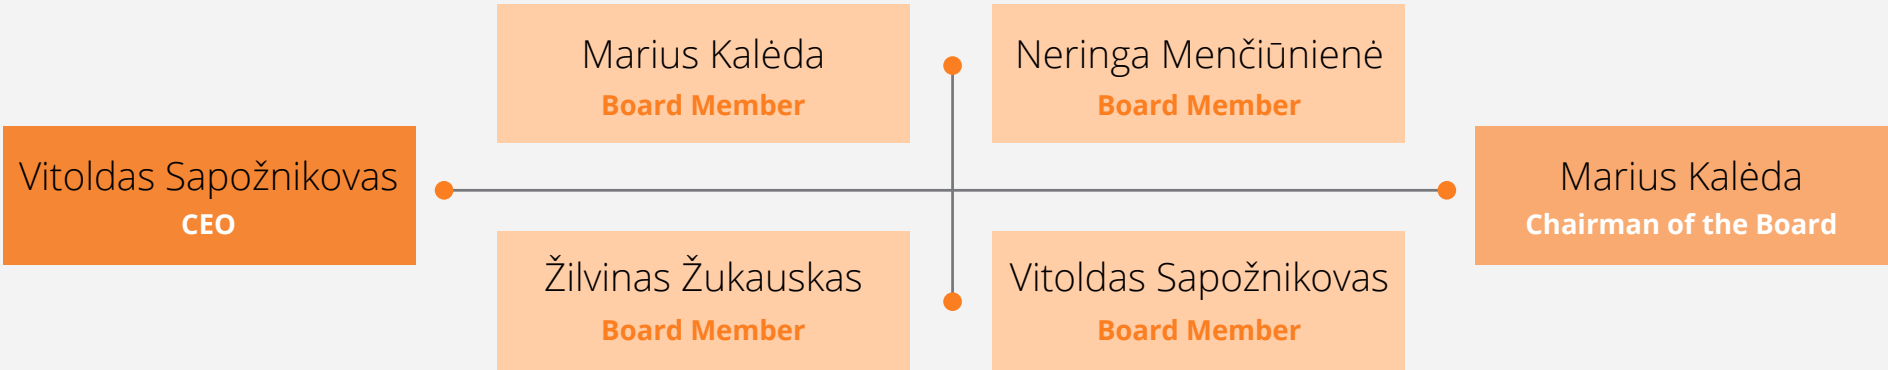 Vitoldas Sapožnikovas
CEO
Marius Kalėda
Board Member
Neringa Menčiūnienė
Board Member
Žilvinas Žukauskas
Board Member
Vitoldas Sapožnikovas
Board Member
Marius Kalėda
Chairman of the Board